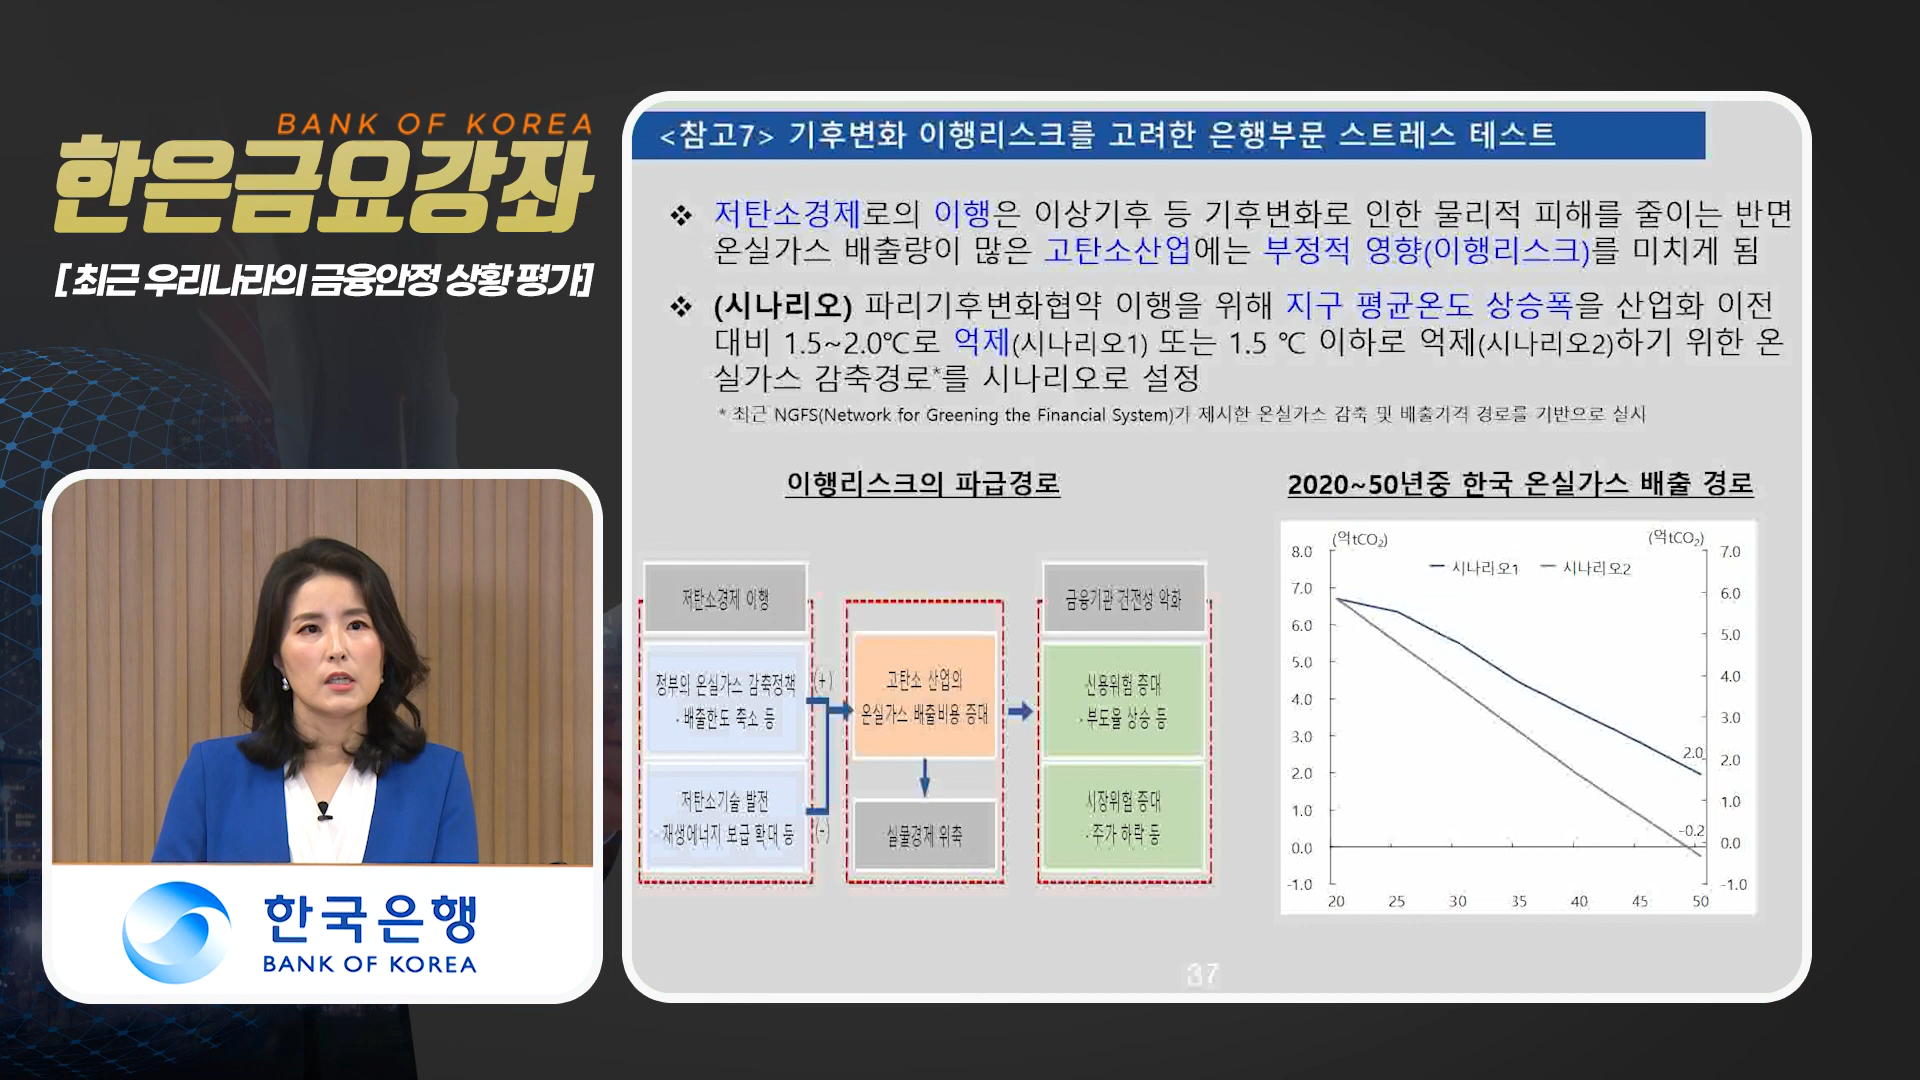 BANK OF KOREA
한은금요강좌
[ 최근 우리나라의 금융안정 상황 평가]
한국은행
BANK OF KOREA
<참고7> 기후변화 이행리스크를 고려한 은행부문 스트레스 테스트
❖ 저탄소경제로의 이행은 이상기후 등 기후변화로 인한 물리적 피해를 줄이는 반면
온실가스 배출량이 많은 고탄소산업에는 부정적 영향(이행리스크)를 미치게 됨
❖ (시나리오) 파리기후변화협약 이행을 위해 지구 평균온도 상승폭을 산업화 이전
대비 1.5~2.0℃로 억제(시나리오1) 또는 1.5 ℃ 이하로 억제(시나리오2)하기 위한 온
실가스 감축경로*를 시나리오로 설정
* 최근 NGFS(Network for Greening the Financial System)가 제시한 온실가스 감축 및 배출가격 경로를 기반으로 실시
이행리스크의 파급경로
저탄소경제 이행
정부의 온실가스 감축정책
· 배출한도 축소 등
저탄소기술 발전
· 재생에너지 보급 확대 등
(+)
(-)
고탄소 산업의
온실가스 배출비용 증대
실물경제 위축
금융기관 건전성 악화
신용위험 증대
· 부도율 상승 등
시장위험 증대
· 주가 하락 등
2020~50년중 한국 온실가스 배출 경로
(억tCO₂) (억tCO₂)
시나리오1 시나리오2
8.0 7.0
7.0 6.0
6.0 5.0
5.0 4.0
4.0 3.0
3.0 2.0
2.0 1.0
1.0 0.0
0.0 -1.0
-1.0
2.0
-0.2
20 25 30 35 40 45 50
37